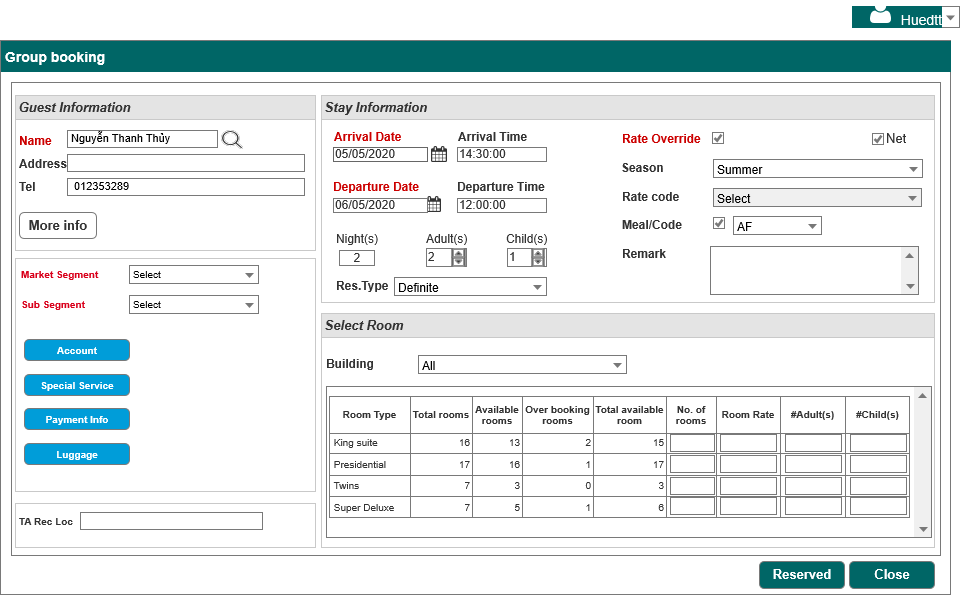 Huedtt
Group booking
Guest Information
Name Nguyễn Thanh Thủy
Address
Tel 012353289
More info
Market Segment Select
Sub Segment Select
Account
Special Service
Payment Info
Luggage
TA Rec Loc
Stay Information
Arrival Date Arrival Time
05/05/2020 14:30:00
Departure Date Departure Time
06/05/2020 12:00:00
Night(s) Adult(s) Child(s)
2 2 1
Res.Type Definite
Rate Override Net
Season Summer
Rate code Select
Meal/Code AF
Remark
Select Room
Building All
Room Type Total rooms Available rooms Over booking rooms Total available room No. of rooms Room Rate #Adult(s) #Child(s)
King suite 16 13 2 15
Presidential 17 16 1 17
Twins 7 3 0 3
Super Deluxe 7 5 1 6
Reserved Close